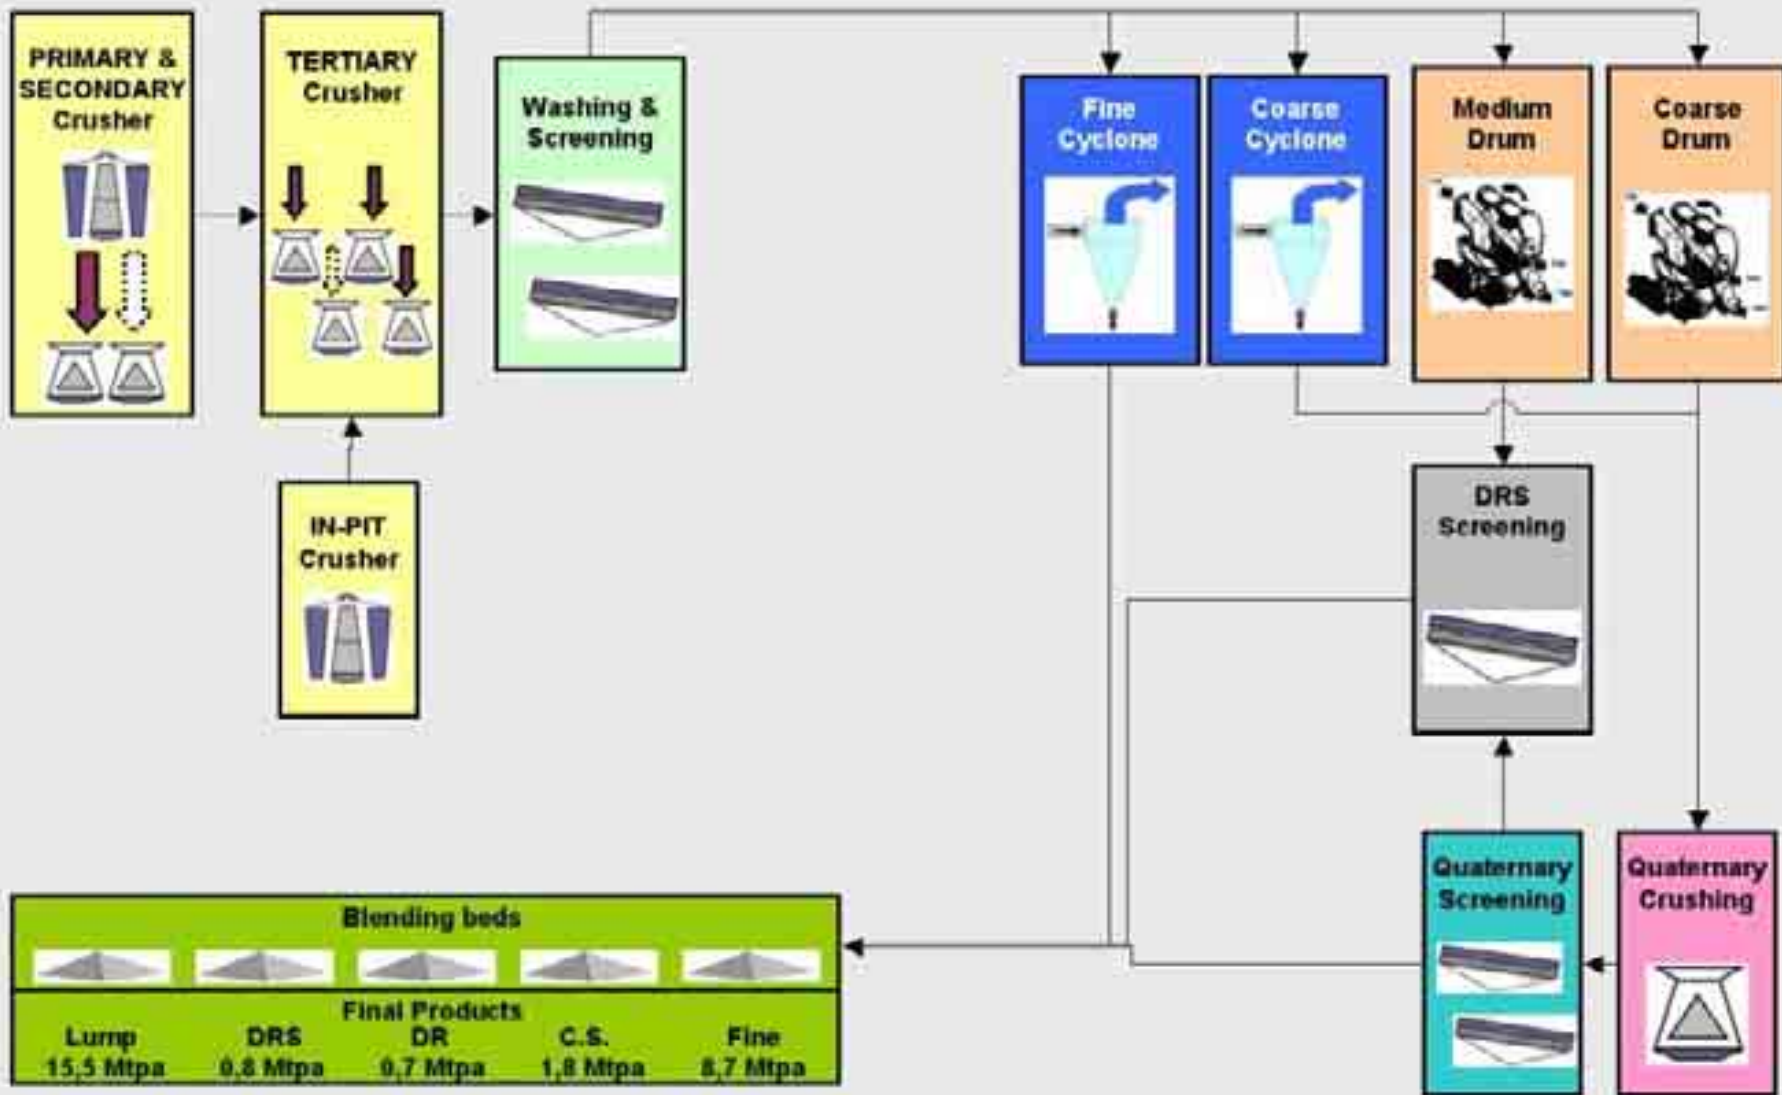 PRIMARY &
SECONDARY
Crusher
TERTIARY
Crusher
Washing &
Screening
Fine
Cyclone
Coarse
Cyclone
Medium
Drum
Coarse
Drum
IN-PIT
Crusher
DRS
Screening
Quaternary
Screening
Quaternary
Crushing
Blending beds
Final Products
Lump DRS DR C.S. Fine
15,5 Mtpa 0,8 Mtpa 0,7 Mtpa 1,8 Mtpa 8,7 Mtpa